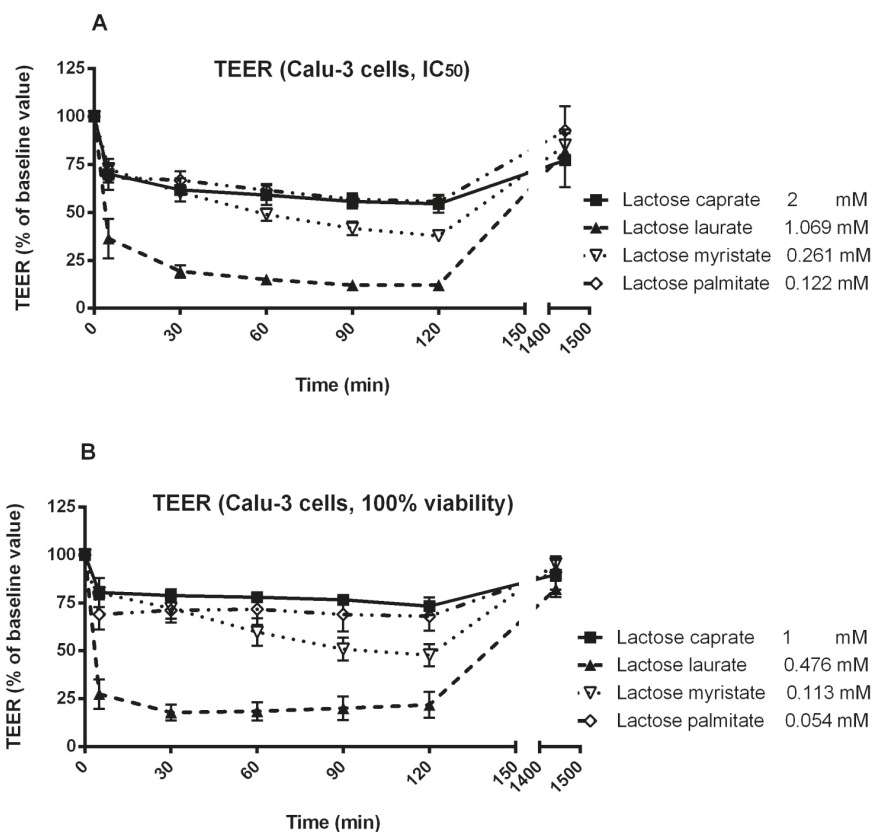 A
TEER (Calu-3 cells, IC50)
TEER (% of baseline value)
125
100
75
50
25
0
0 30 60 90 120 150 1400 1500
Time (min)
Lactose caprate 2 mM
Lactose laurate 1.069 mM
Lactose myristate 0.261 mM
Lactose palmitate 0.122 mM
B
TEER (Calu-3 cells, 100% viability)
TEER (% of baseline value)
125
100
75
50
25
0
0 30 60 90 120 150 1400 1500
Time (min)
Lactose caprate 1 mM
Lactose laurate 0.476 mM
Lactose myristate 0.113 mM
Lactose palmitate 0.054 mM